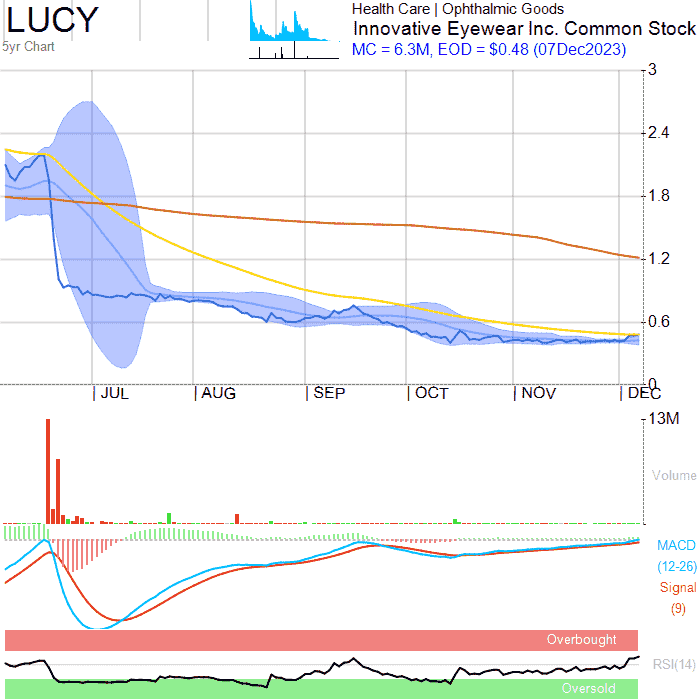 LUCY
5yr Chart
Health Care | Ophthalmic Goods
Innovative Eyewear Inc. Common Stock
MC = 6.3M, EOD = $0.48 (07Dec2023)
3
2.4
1.8
1.2
0.6
0
JUL AUG SEP OCT NOV DEC
13M
Volume
MACD
(12-26)
Signal
(9)
Overbought
RSI(14)
Oversold